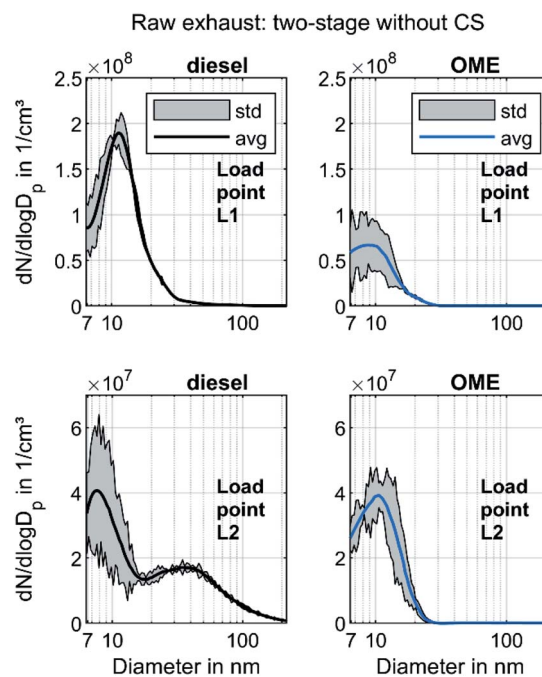 Raw exhaust: two-stage without CS
×10⁸ diesel
×10⁸ OME
dN/dlogDₚ in 1/cm³
2.5
2
1.5
1
0.5
0
std
avg
Load
point
L1
7 10 100
2.5
2
1.5
1
0.5
0
std
avg
Load
point
L1
7 10 100
×10⁷ diesel
×10⁷ OME
dN/dlogDₚ in 1/cm³
6
4
2
0
Load
point
L2
7 10 100
Diameter in nm
6
4
2
0
Load
point
L2
7 10 100
Diameter in nm